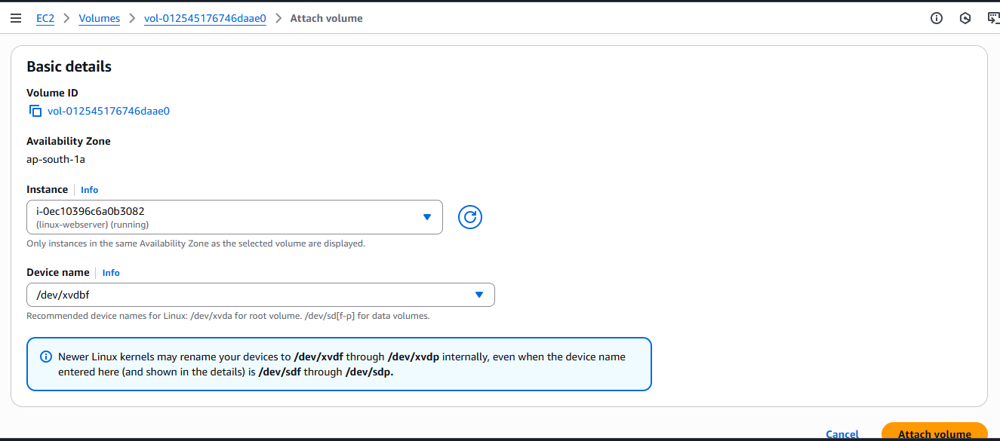 EC2 > Volumes > vol-012545176746daae0 > Attach volume
Basic details
Volume ID
vol-012545176746daae0
Availability Zone
ap-south-1a
Instance | Info
i-0ec10396c6a0b3082
(linux-webserver) (running)
Only instances in the same Availability Zone as the selected volume are displayed.
Device name | Info
/dev/xvdbf
Recommended device names for Linux: /dev/xvda for root volume. /dev/sd[f-p] for data volumes.
Newer Linux kernels may rename your devices to /dev/xvdf through /dev/xvdp internally, even when the device name
entered here (and shown in the details) is /dev/sdf through /dev/sdp.
Cancel Attach volume